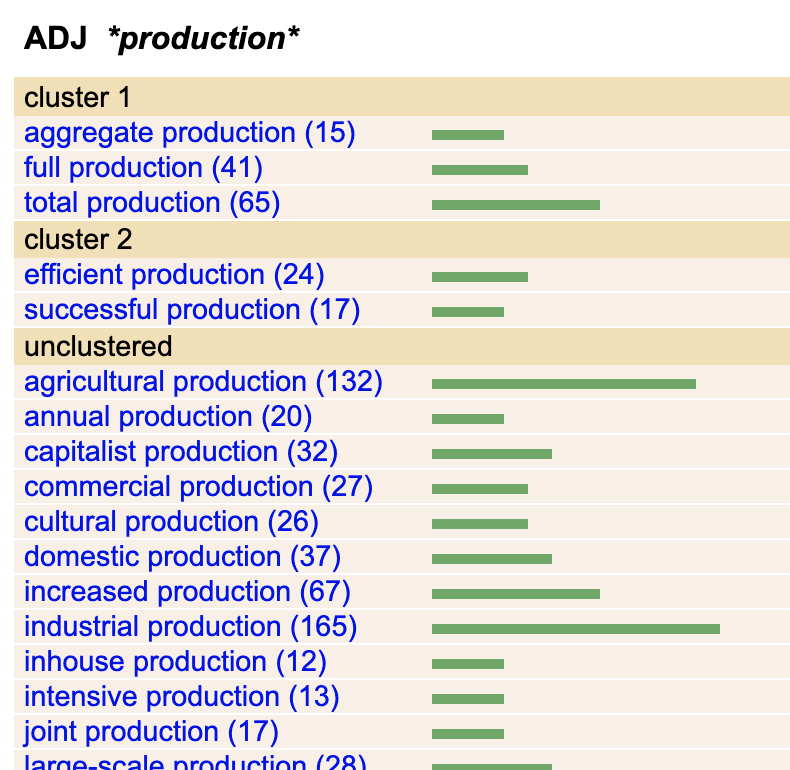 ADJ *production*
cluster 1
aggregate production (15)
full production (41)
total production (65)
cluster 2
efficient production (24)
successful production (17)
unclustered
agricultural production (132)
annual production (20)
capitalist production (32)
commercial production (27)
cultural production (26)
domestic production (37)
increased production (67)
industrial production (165)
inhouse production (12)
intensive production (13)
joint production (17)
large-scale production (28)